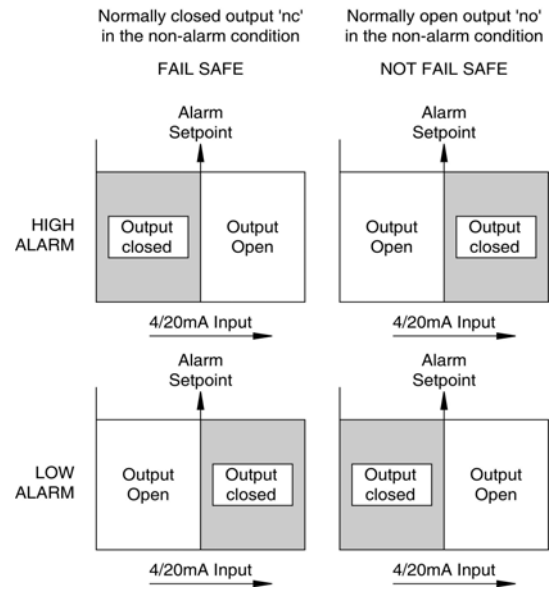 Normally closed output 'nc'
in the non-alarm condition
FAIL SAFE
Normally open output 'no'
in the non-alarm condition
NOT FAIL SAFE
HIGH
ALARM
Alarm
Setpoint
Output
closed
Output
Open
4/20mA Input
Alarm
Setpoint
Output
Open
Output
closed
4/20mA Input
LOW
ALARM
Alarm
Setpoint
Output
Open
Output
closed
4/20mA Input
Alarm
Setpoint
Output
closed
Output
Open
4/20mA Input